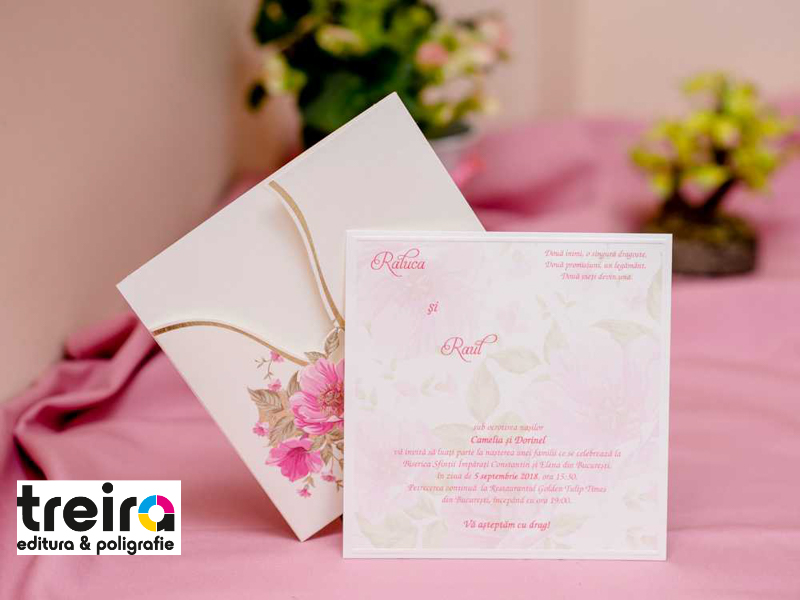 Raluca
și
Raul
Două inimi, o singură dragoste,
Două promisiuni, un legământ,
Două vieți devin una.
sub ocrotirea nașilor
Camelia și Dorinel
vă invită să luați parte la nașterea unei familii ce se celebrează la
Biserica Sfinții Împărați Constantin și Elena din București,
în ziua de 5 septembrie 2018, ora 15:30.
Petrecerea continuă la Restaurantul Golden Tulip Times
din București, începând cu ora 19:00.
Vă așteptăm cu drag!
treira
editura & poligrafie